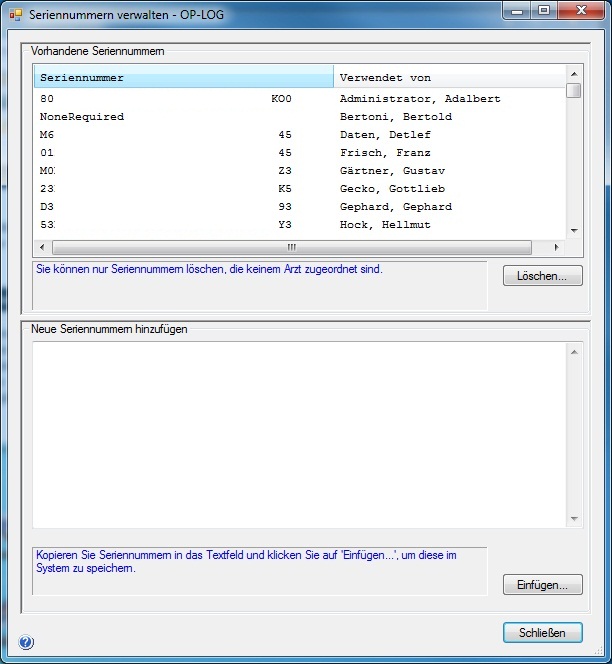 Seriennummern verwalten - OP-LOG
Vorhandene Seriennummern
Seriennummer Verwendet von
80 KO0 Administrator, Adalbert
NoneRequired Bertoni, Bertold
M6 45 Daten, Detlef
01 45 Frisch, Franz
M0 Z3 Gärtner, Gustav
23 K5 Gecko, Gottlieb
D3 93 Gephard, Gephard
53 Y3 Hock, Hellmut
Sie können nur Seriennummern löschen, die keinem Arzt zugeordnet sind.
Löschen...
Neue Seriennummern hinzufügen
Kopieren Sie Seriennummern in das Textfeld und klicken Sie auf 'Einfügen...', um diese im
System zu speichern.
Einfügen...
Schließen